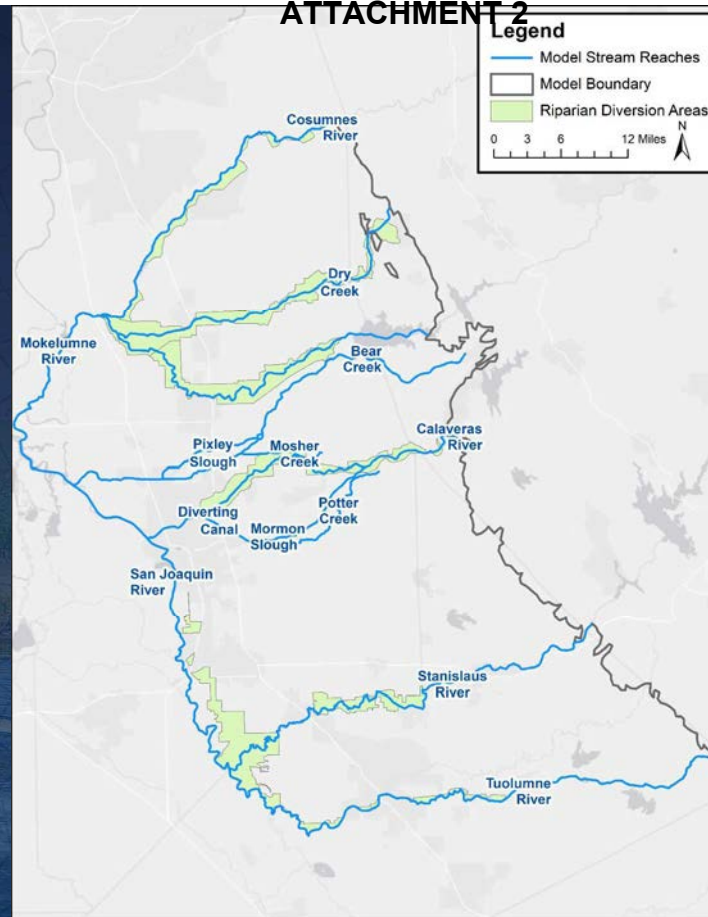 ATTACHMENT 2
Legend
Model Stream Reaches
Model Boundary
Riparian Diversion Areas
0 3 6 12 Miles
N
Cosumnes
River
Dry
Creek
Mokelumne
River
Bear
Creek
Calaveras
River
Pixley
Slough
Mosher
Creek
Diverting
Canal
Mormon
Slough
Potter
Creek
San Joaquin
River
Stanislaus
River
Tuolumne
River